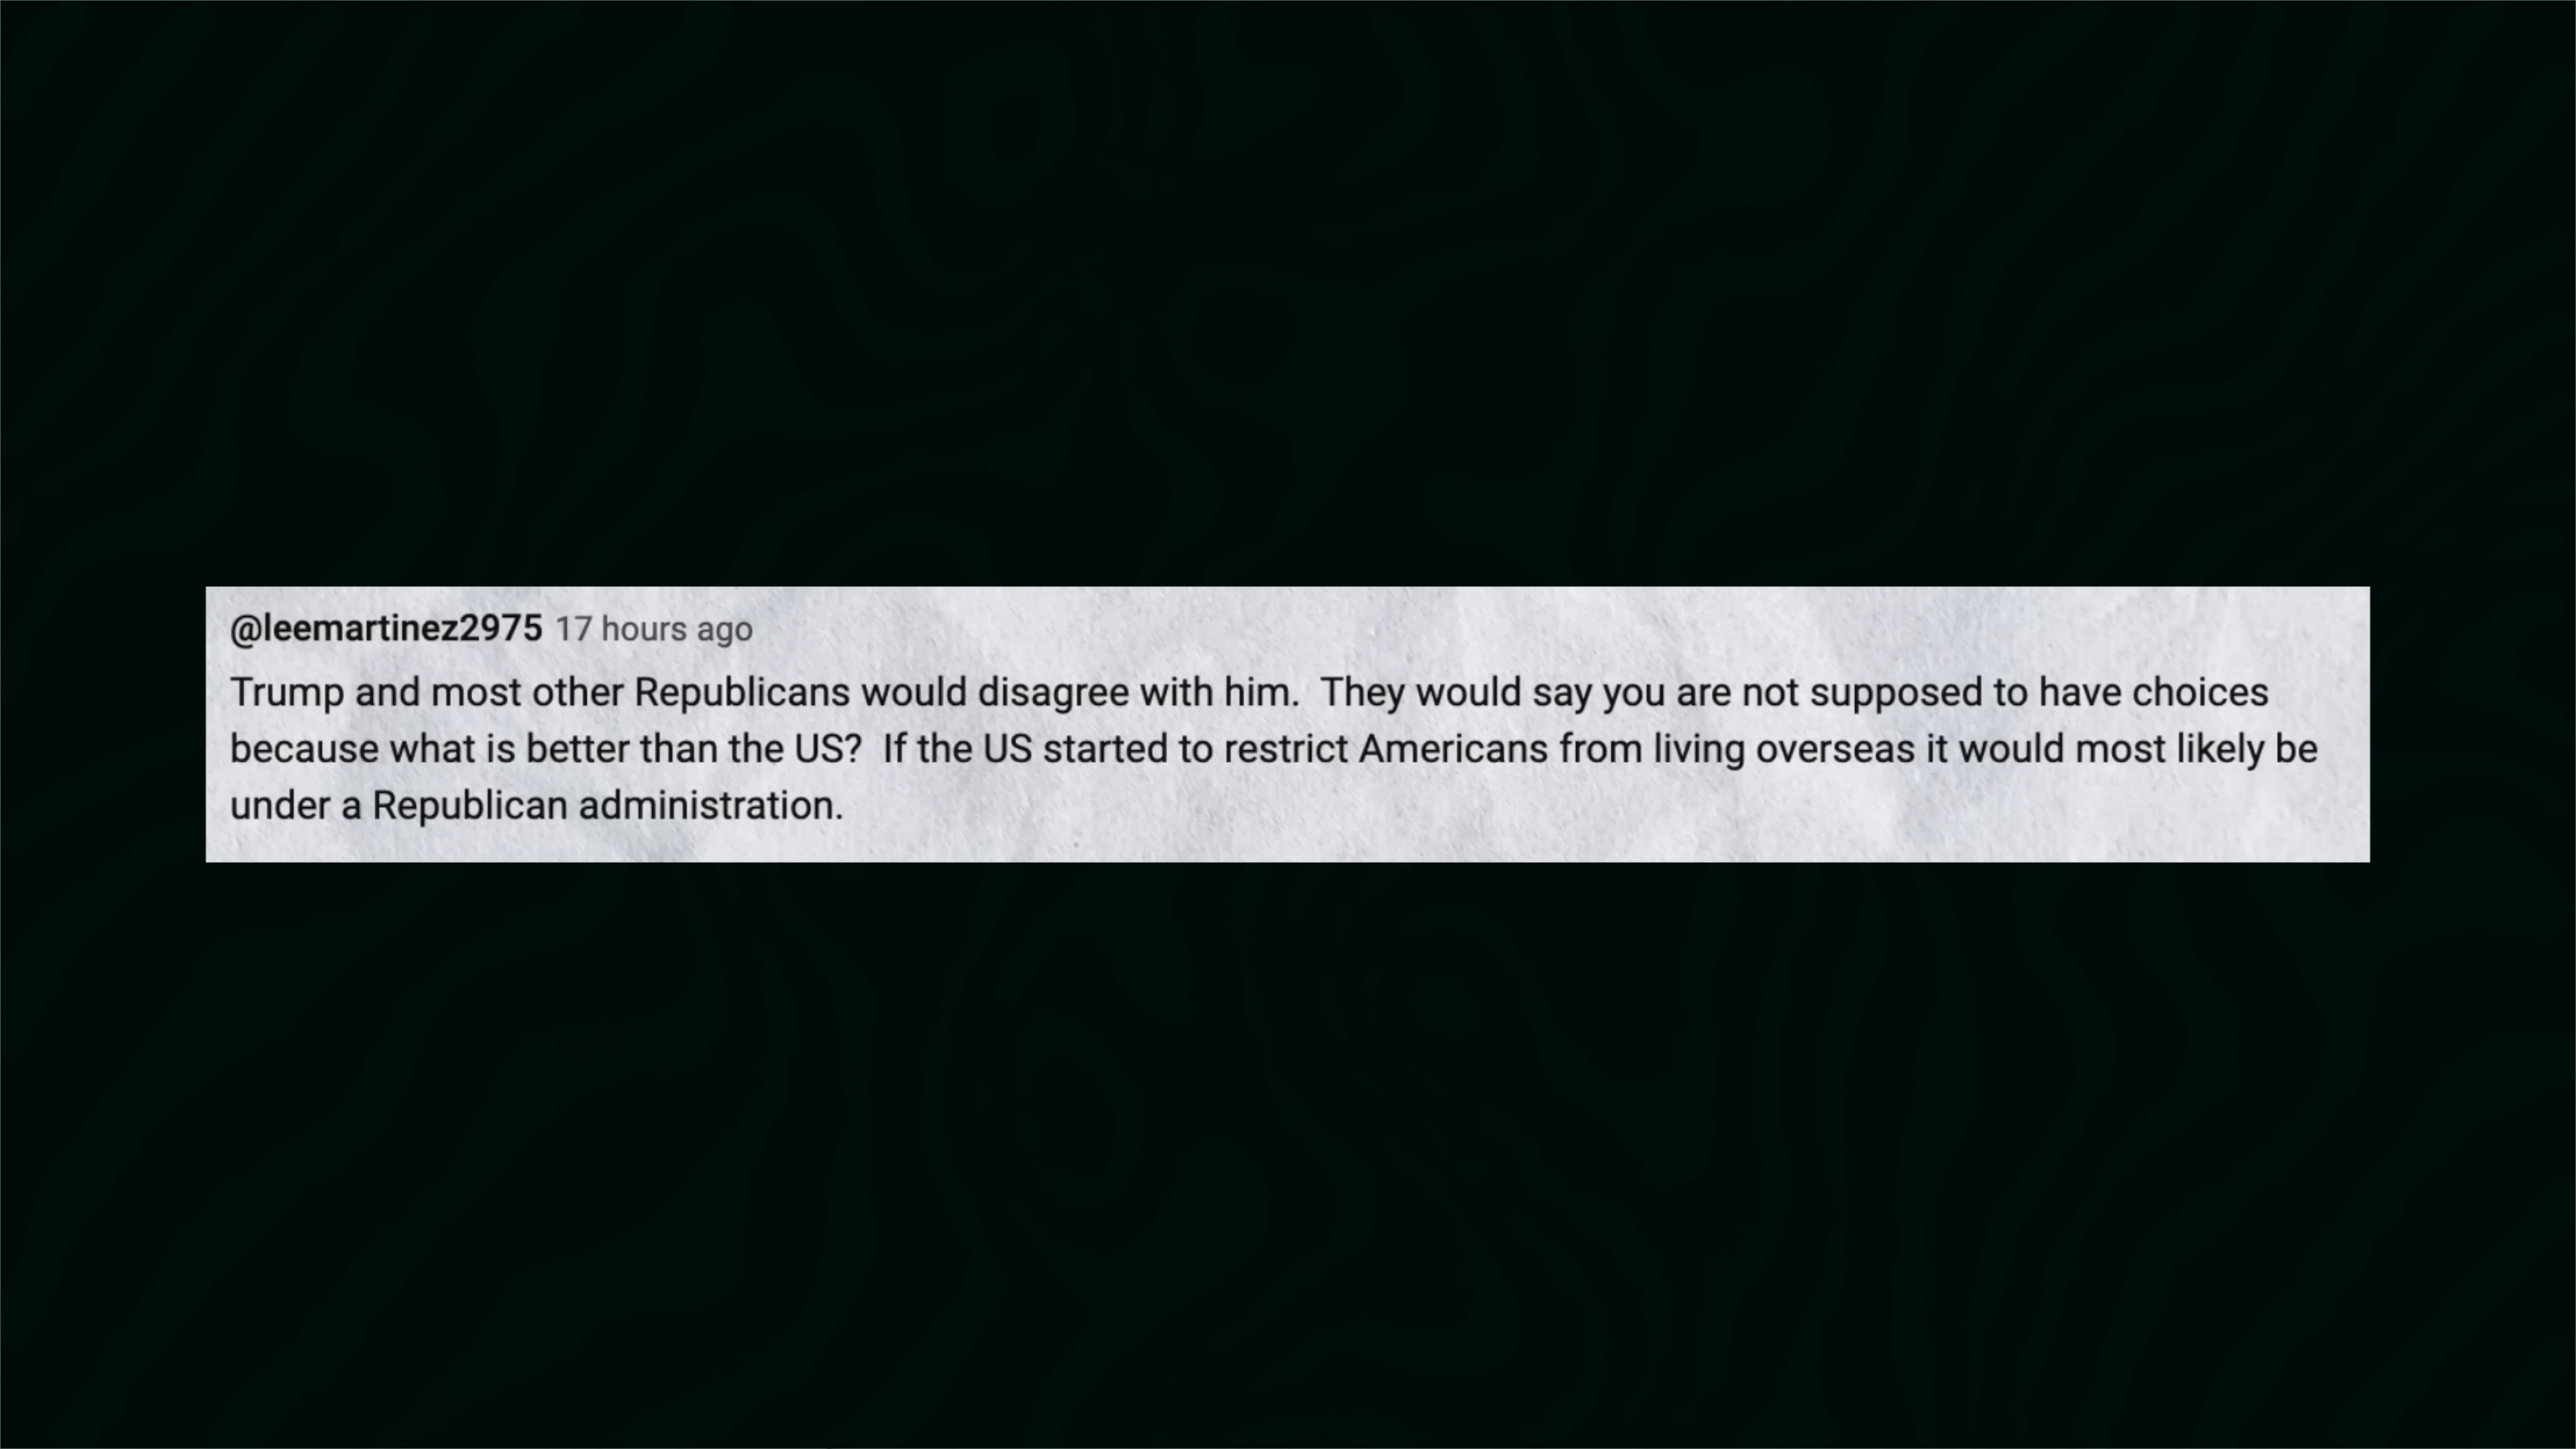 @leemartinez2975 17 hours ago
Trump and most other Republicans would disagree with him.  They would say you are not supposed to have choices
because what is better than the US?  If the US started to restrict Americans from living overseas it would most likely be
under a Republican administration.